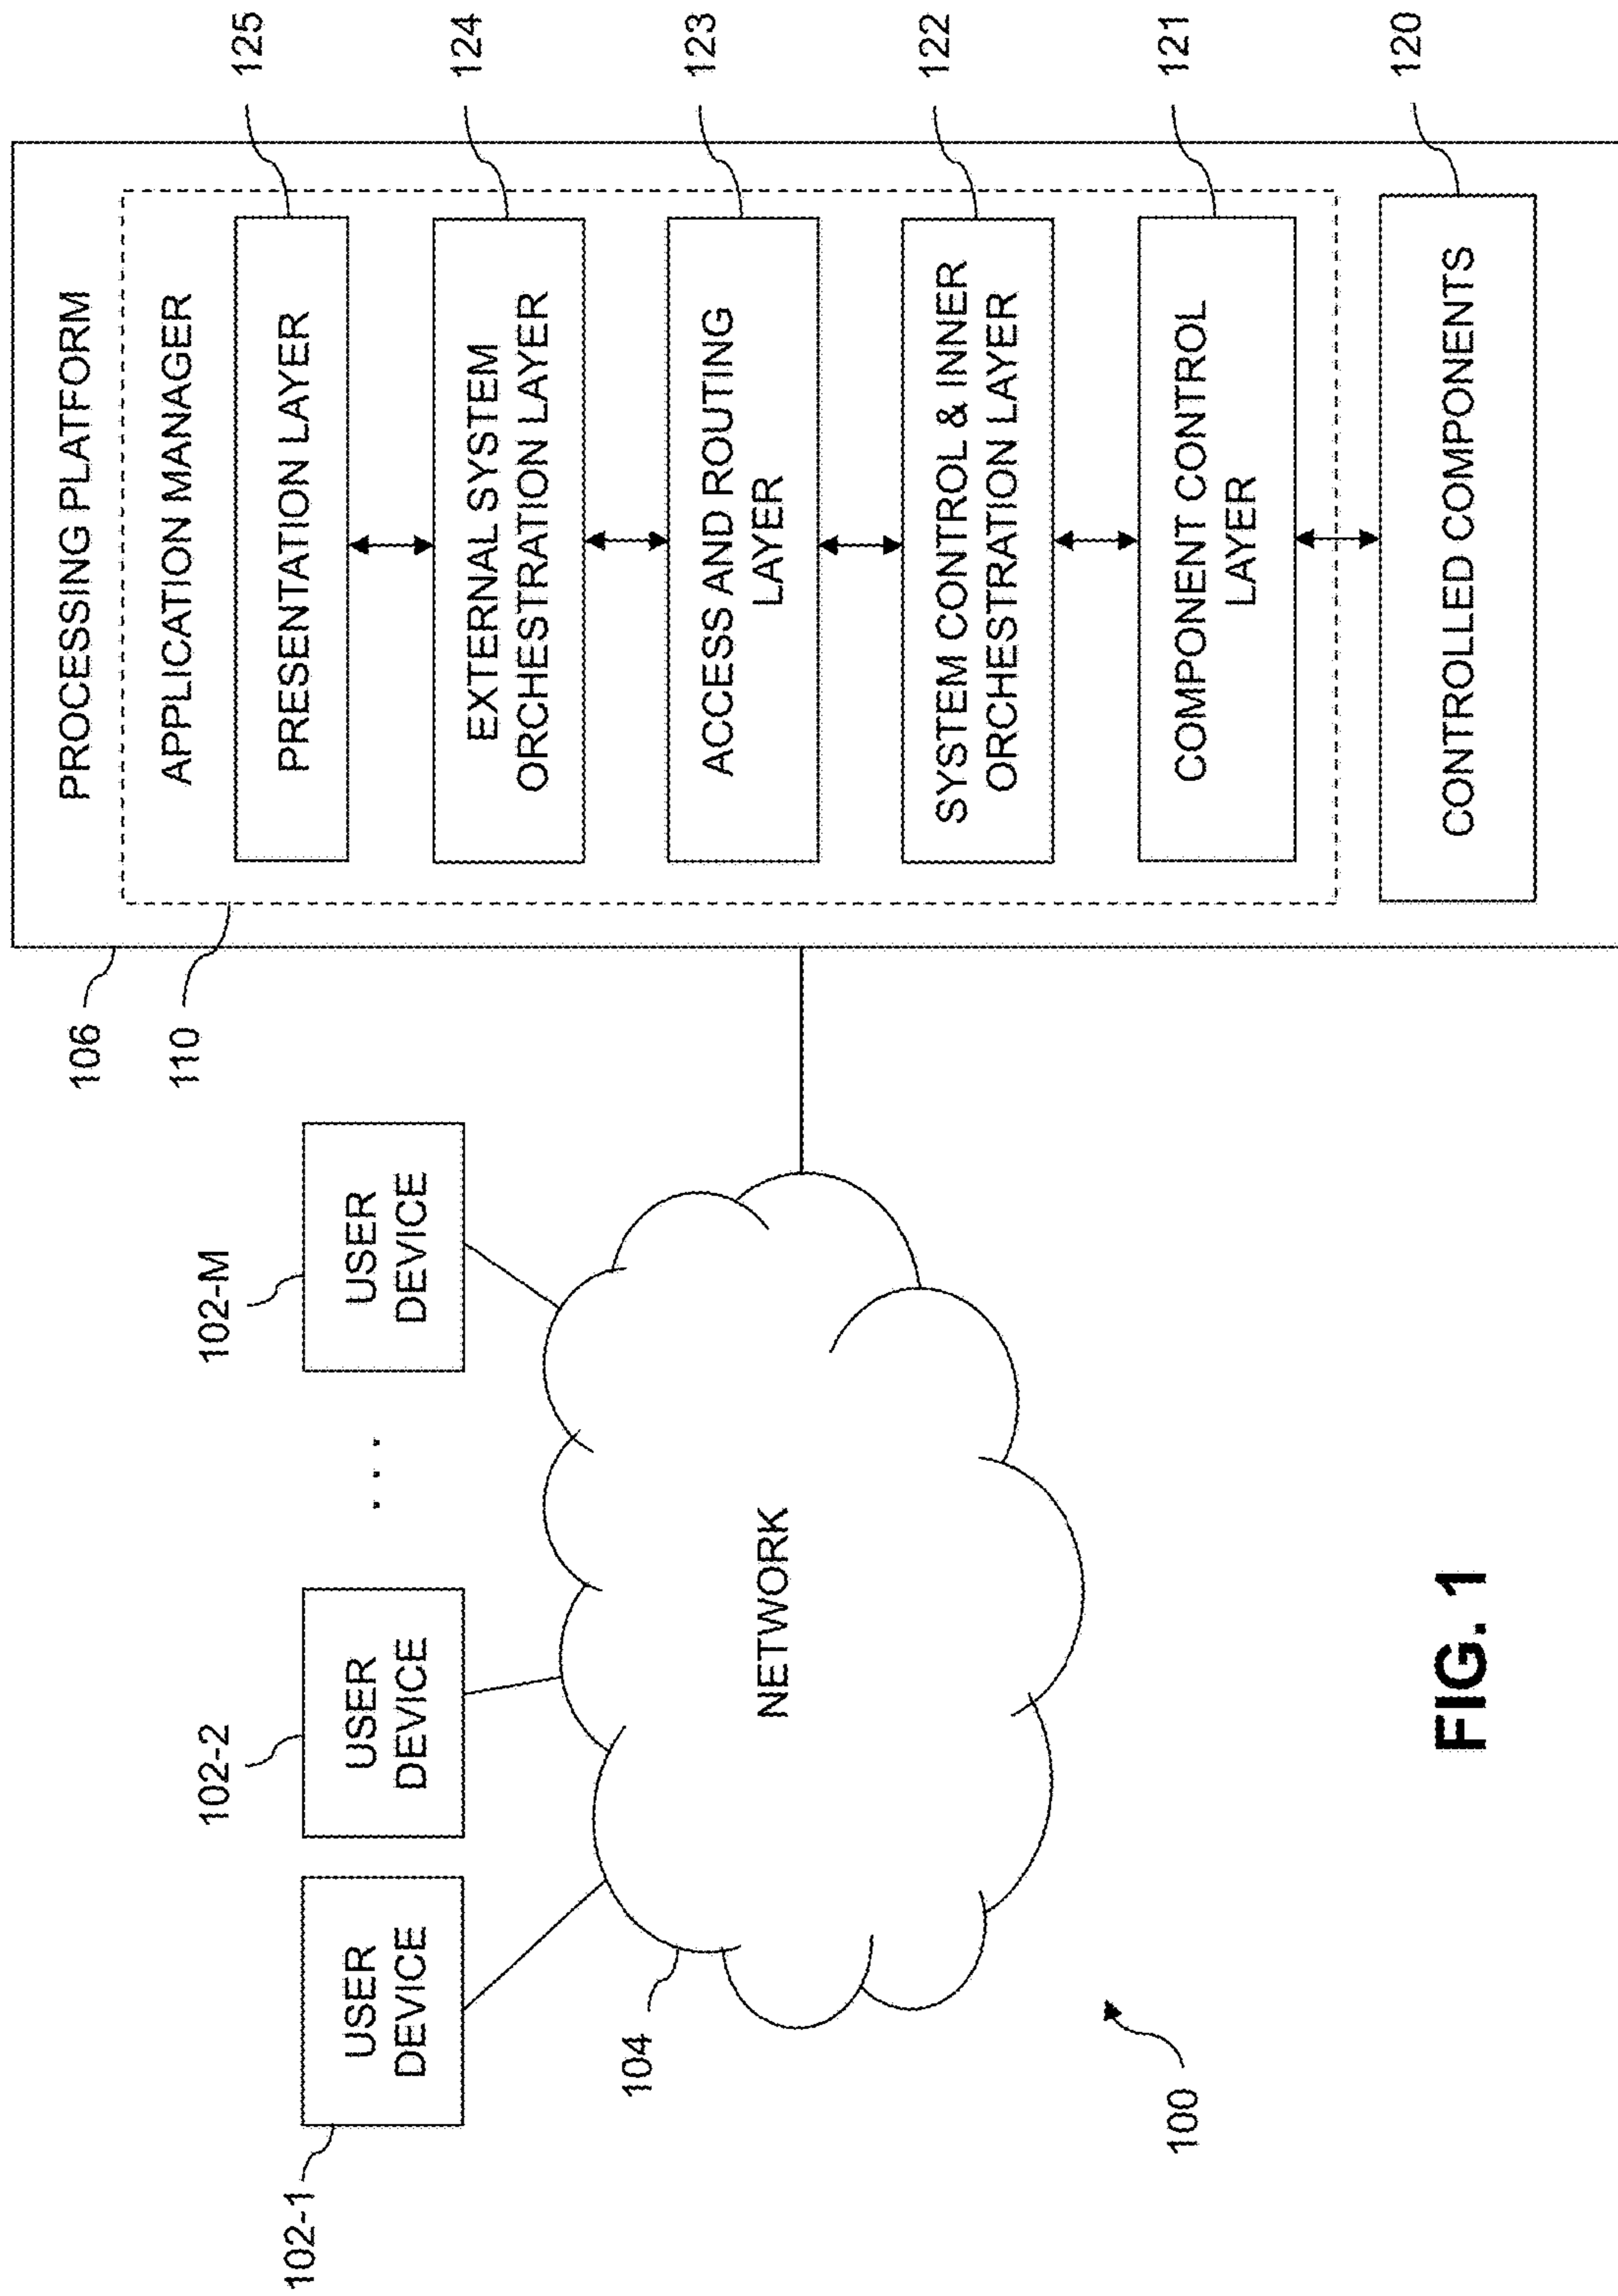 102-1
USER
DEVICE
102-2
USER
DEVICE
. . .
102-M
USER
DEVICE
104
NETWORK
100
106
110
PROCESSING PLATFORM
APPLICATION MANAGER
PRESENTATION LAYER
125
EXTERNAL SYSTEM
ORCHESTRATION LAYER
124
ACCESS AND ROUTING
LAYER
123
SYSTEM CONTROL & INNER
ORCHESTRATION LAYER
122
COMPONENT CONTROL
LAYER
121
CONTROLLED COMPONENTS
120
FIG. 1